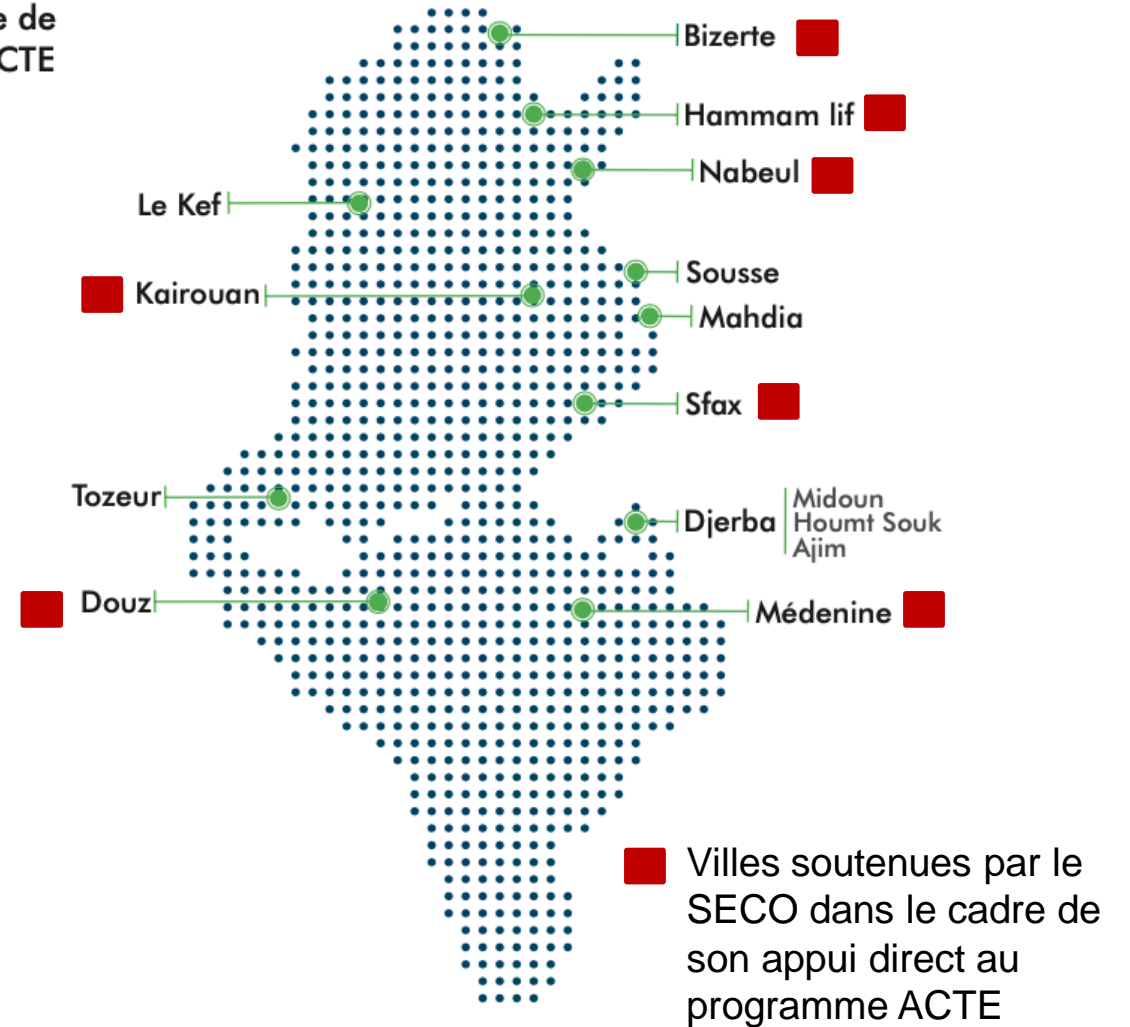 e de
CTE
Bizerte
Hammam lif
Nabeul
Le Kef
Sousse
Kairouan
Mahdia
Sfax
Tozeur
Djerba
Midoun
Houmt Souk
Ajim
Douz
Médenine
Villes soutenues par le
SECO dans le cadre de
son appui direct au
programme ACTE